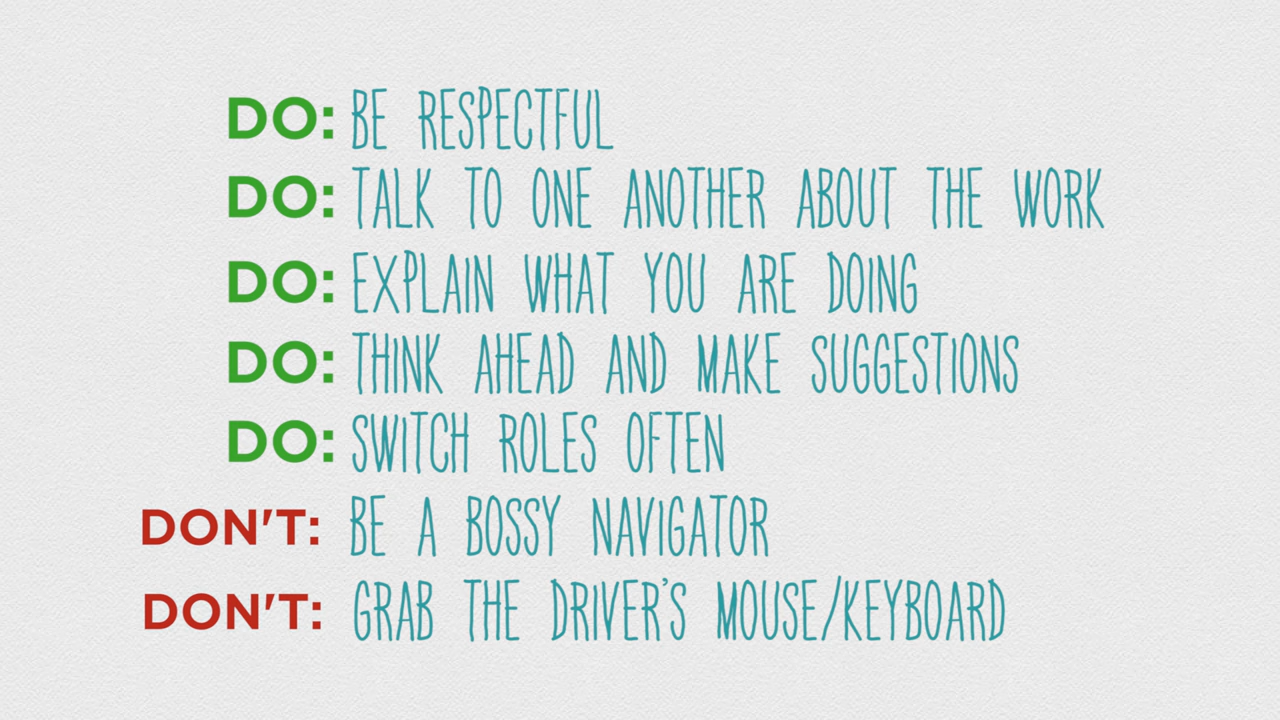 DO: BE RESPECTFUL
DO: TALK TO ONE ANOTHER ABOUT THE WORK
DO: EXPLAIN WHAT YOU ARE DOING
DO: THINK AHEAD AND MAKE SUGGESTIONS
DO: SWITCH ROLES OFTEN
DON'T: BE A BOSSY NAVIGATOR
DON'T: GRAB THE DRIVER'S MOUSE/KEYBOARD